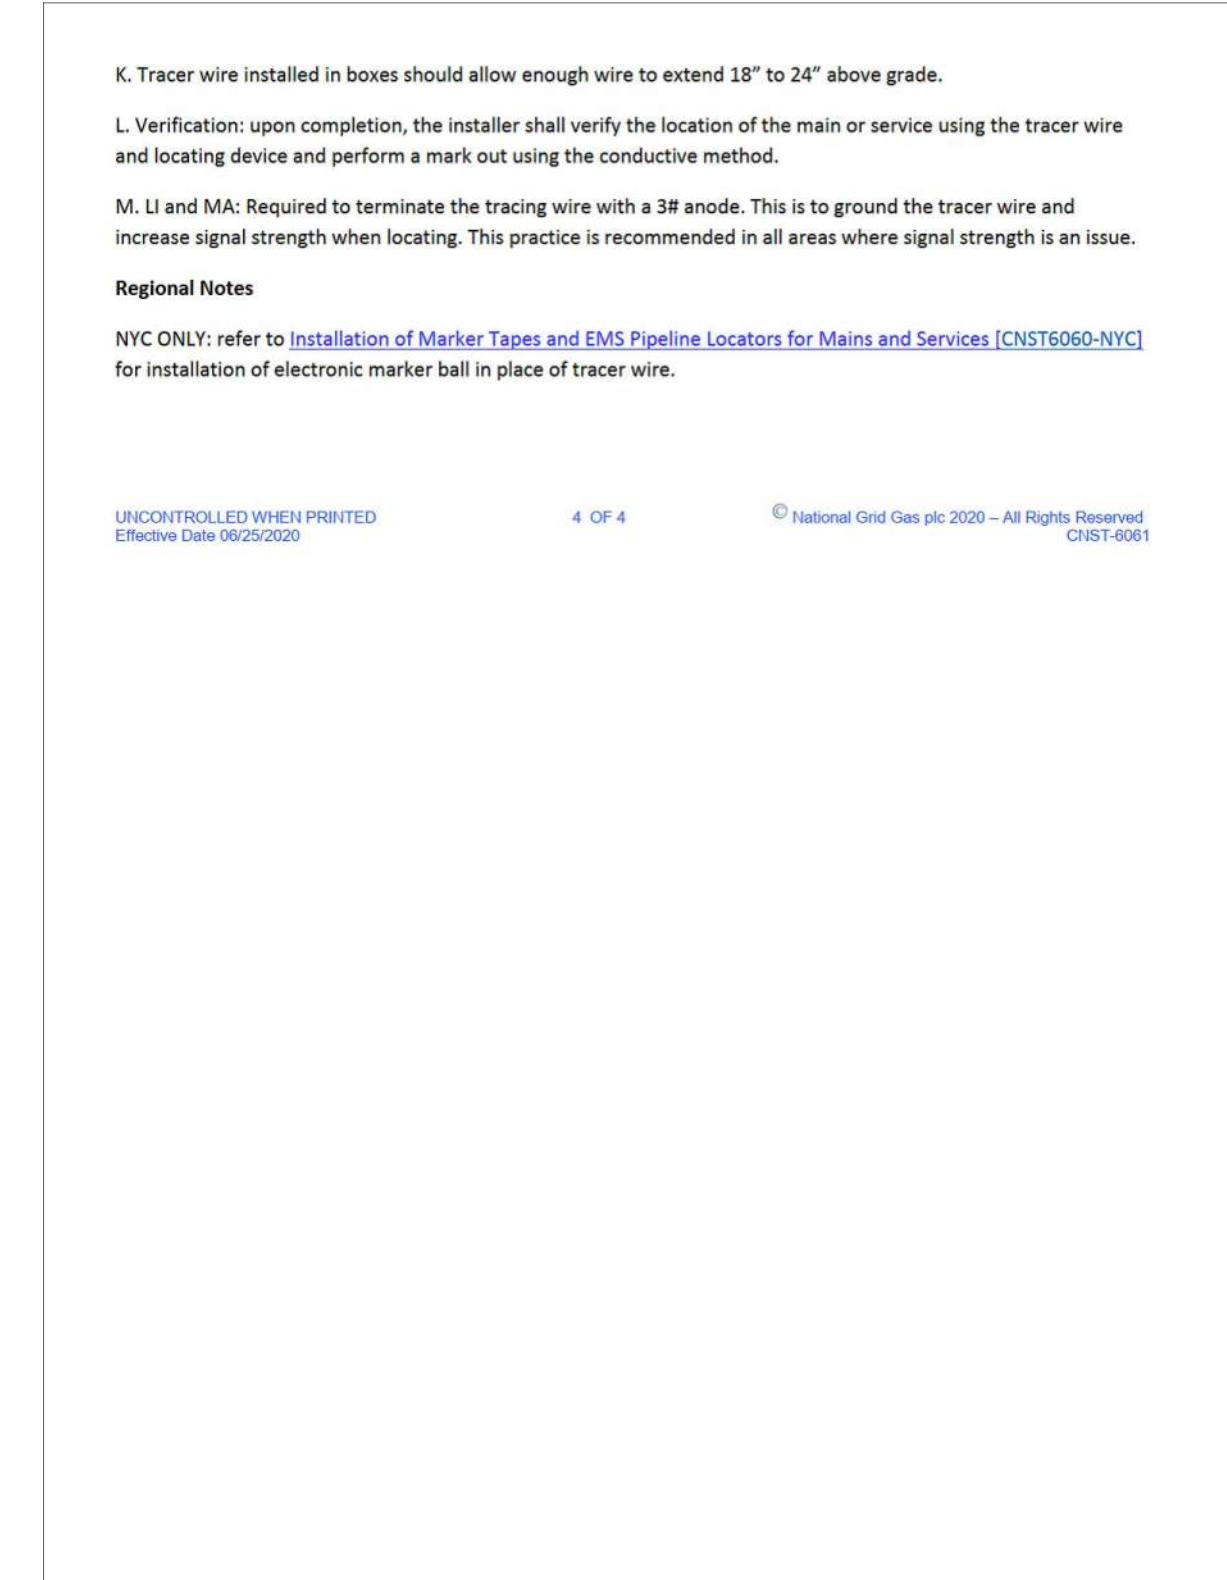 K. Tracer wire installed in boxes should allow enough wire to extend 18” to 24” above grade.
L. Verification: upon completion, the installer shall verify the location of the main or service using the tracer wire
and locating device and perform a mark out using the conductive method.
M. LI and MA: Required to terminate the tracing wire with a 3# anode. This is to ground the tracer wire and
increase signal strength when locating. This practice is recommended in all areas where signal strength is an issue.
Regional Notes
NYC ONLY: refer to Installation of Marker Tapes and EMS Pipeline Locators for Mains and Services [CNST6060-NYC]
for installation of electronic marker ball in place of tracer wire.
UNCONTROLLED WHEN PRINTED 4 OF 4 © National Grid Gas plc 2020 – All Rights Reserved
Effective Date 06/25/2020 CNST-6061